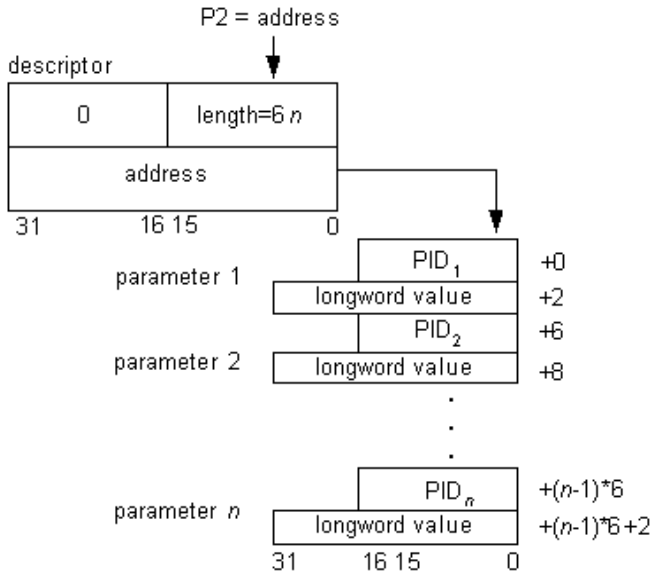 P2 = address
descriptor
0 length=6 n
address
31 16 15 0
PID1 +0
parameter 1
longword value +2
PID2 +6
parameter 2
longword value +8
.
.
.
PIDn +(n-1)*6
parameter n
longword value +(n-1)*6+2
31 16 15 0